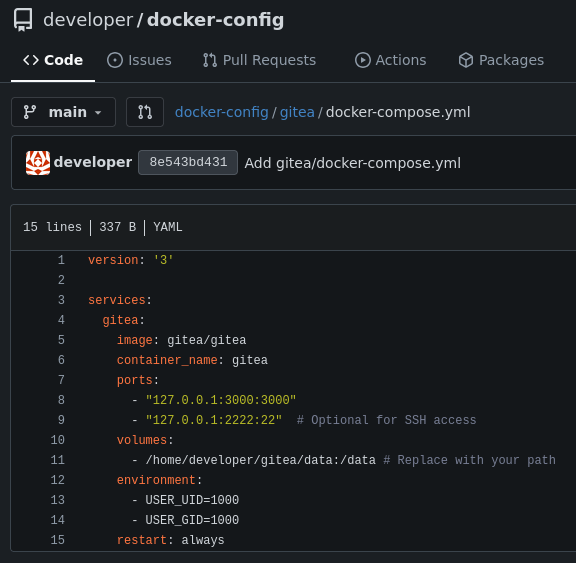 developer/docker-config
Code Issues Pull Requests Actions Packages
main docker-config/gitea/docker-compose.yml
developer 8e543bd431 Add gitea/docker-compose.yml
15 lines | 337 B | YAML
1 version: '3'
2
3 services:
4   gitea:
5     image: gitea/gitea
6     container_name: gitea
7     ports:
8       - "127.0.0.1:3000:3000"
9       - "127.0.0.1:2222:22"  # Optional for SSH access
10     volumes:
11       - /home/developer/gitea/data:/data # Replace with your path
12     environment:
13       - USER_UID=1000
14       - USER_GID=1000
15     restart: always